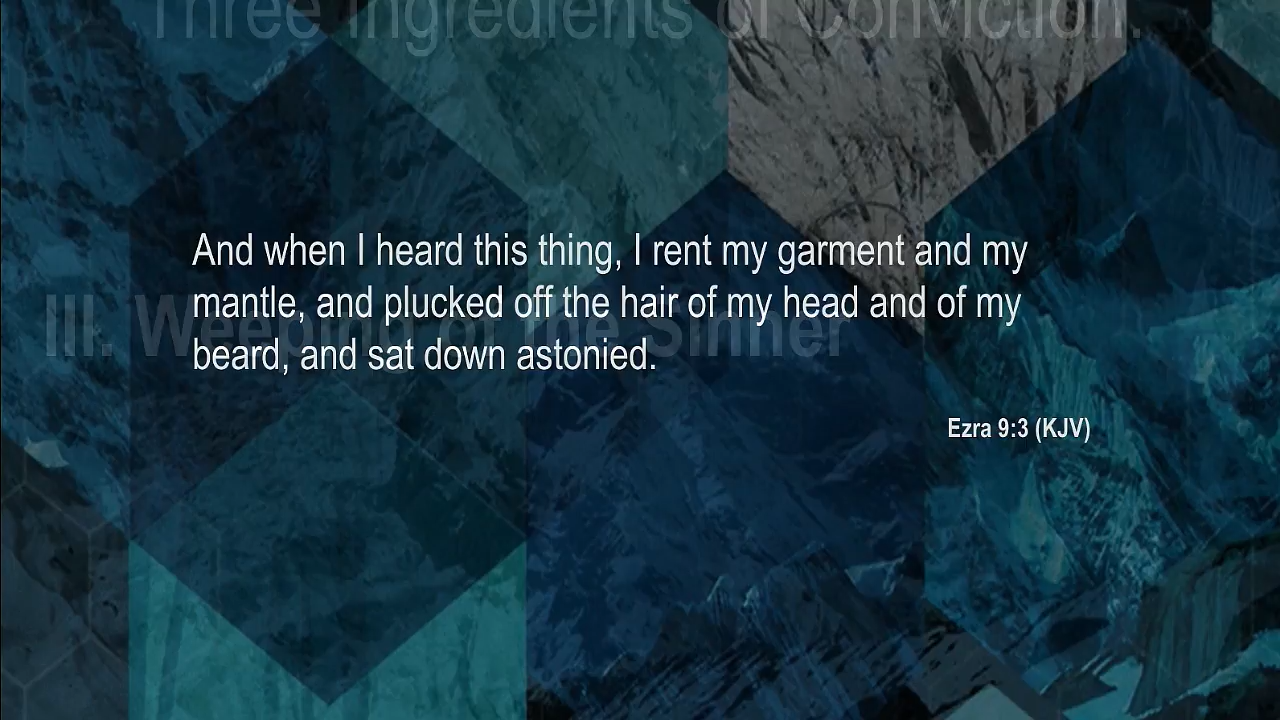 Three Ingredients of Conviction.
And when I heard this thing, I rent my garment and my
mantle, and plucked off the hair of my head and of my
III. Weeping of the Sinner
beard, and sat down astonied.
Ezra 9:3 (KJV)